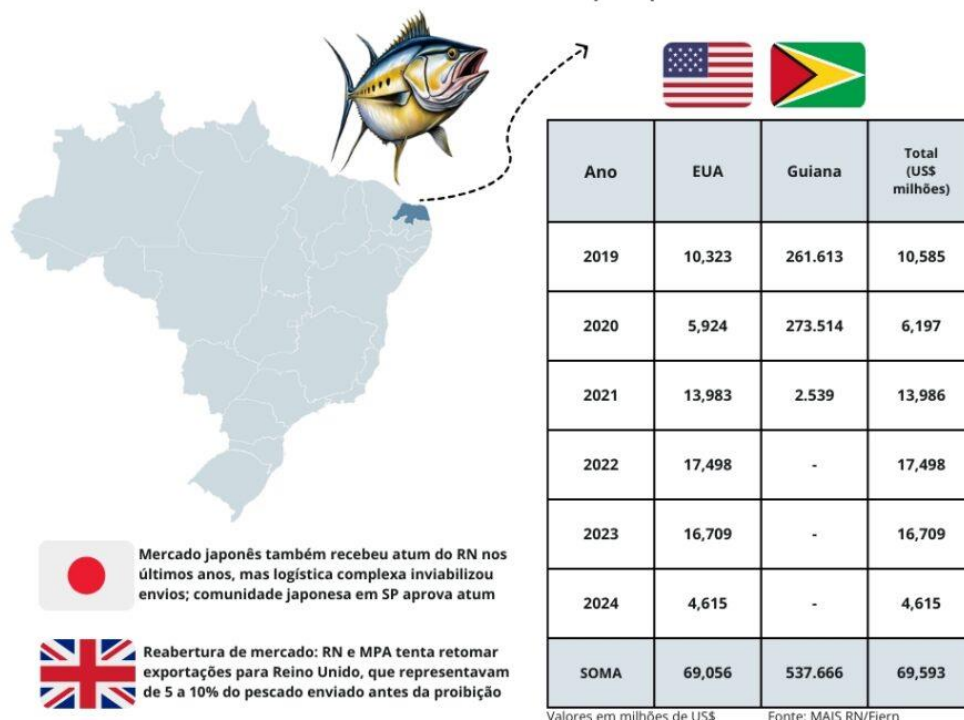 Ano EUA Guiana Total (US$ milhões)
2019 10,323 261.613 10,585
2020 5,924 273.514 6,197
2021 13,983 2.539 13,986
2022 17,498 - 17,498
2023 16,709 - 16,709
2024 4,615 - 4,615
SOMA 69,056 537.666 69,593
Valores em milhões de US$ Fonte: MAIS RN/Fiern
Mercado japonês também recebeu atum do RN nos
últimos anos, mas logística complexa inviabilizou
envios; comunidade japonesa em SP aprova atum
Reabertura de mercado: RN e MPA tenta retomar
exportações para Reino Unido, que representavam
de 5 a 10% do pescado enviado antes da proibição